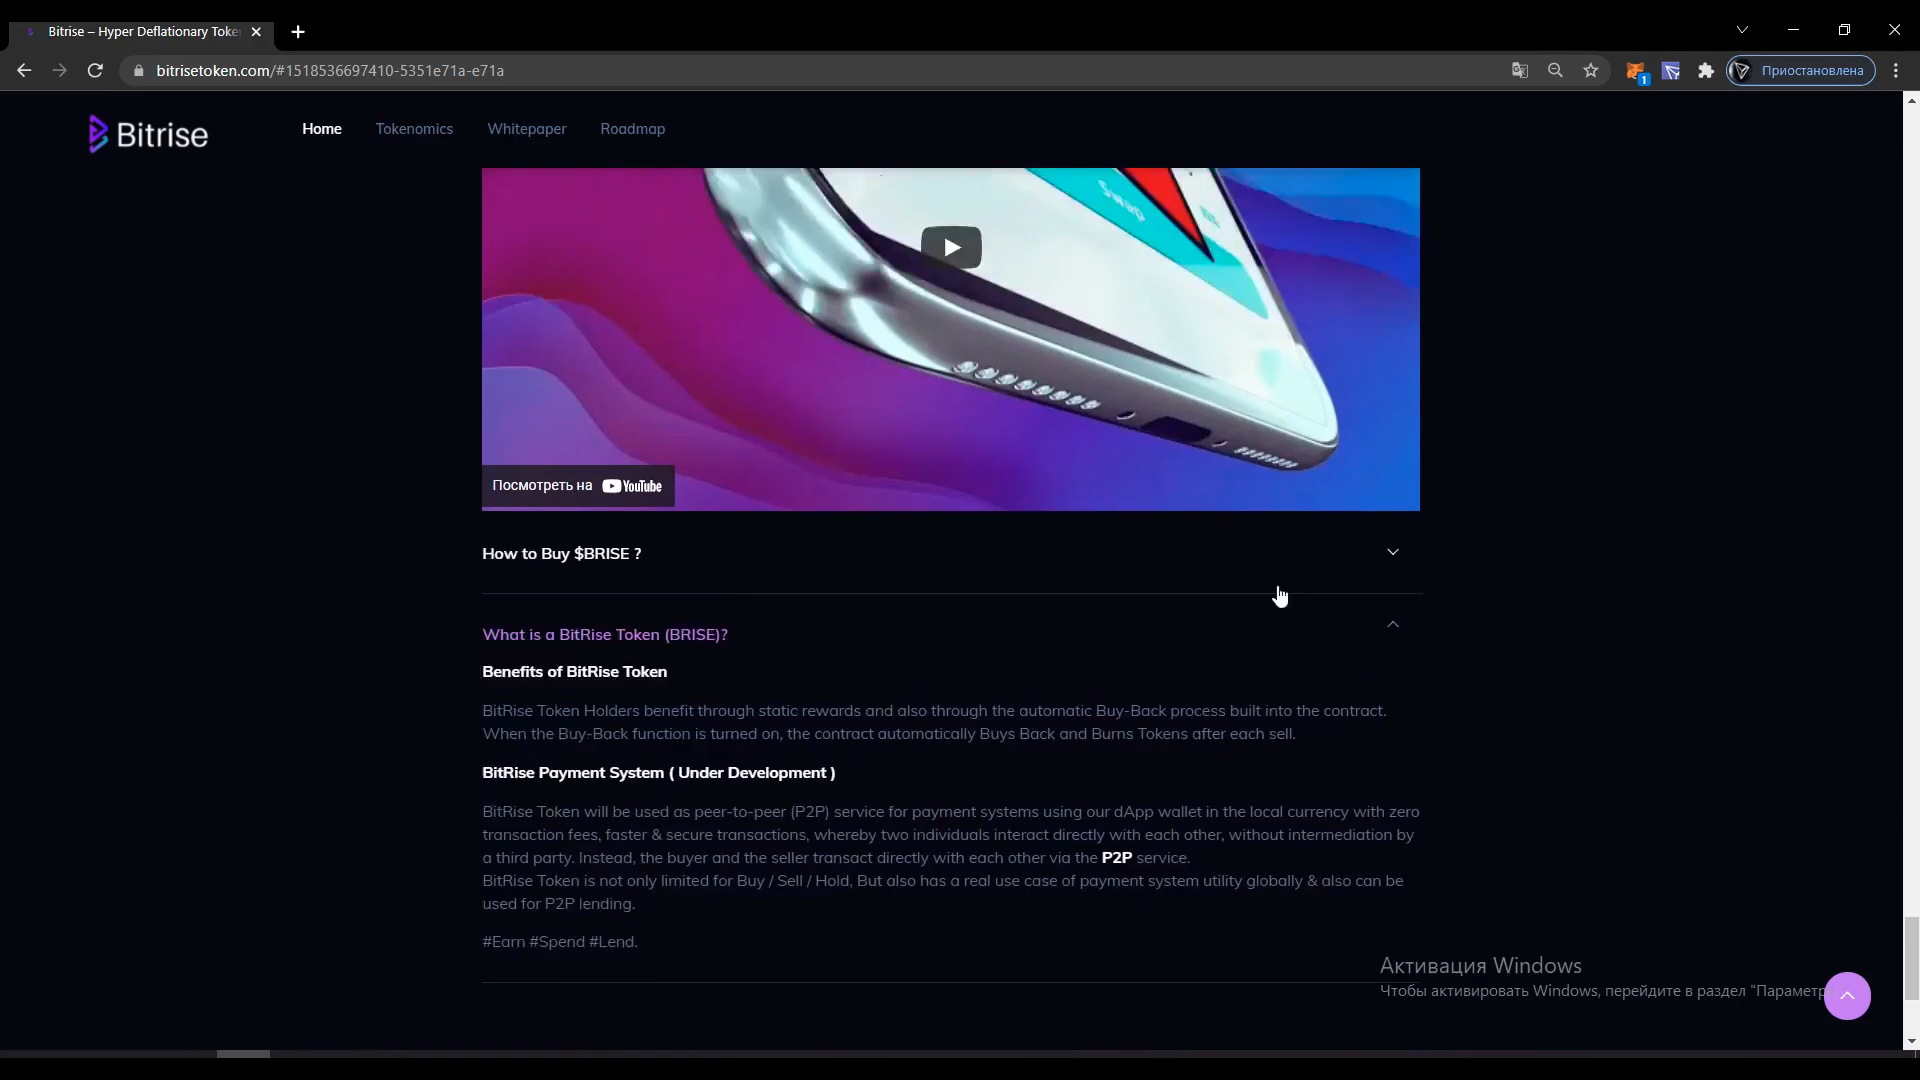 Bitrise – Hyper Deflationary Toke
bitrisetoken.com/#1518536697410-5351e71a-e71a
1
Приостановлена
Bitrise
Home
Tokenomics
Whitepaper
Roadmap
Swap
Посмотреть на YouTube
How to Buy $BRISE ?
What is a BitRise Token (BRISE)?
Benefits of BitRise Token
BitRise Token Holders benefit through static rewards and also through the automatic Buy-Back process built into the contract.
When the Buy-Back function is turned on, the contract automatically Buys Back and Burns Tokens after each sell.
BitRise Payment System ( Under Development )
BitRise Token will be used as peer-to-peer (P2P) service for payment systems using our dApp wallet in the local currency with zero
transaction fees, faster & secure transactions, whereby two individuals interact directly with each other, without intermediation by
a third party. Instead, the buyer and the seller transact directly with each other via the P2P service.
BitRise Token is not only limited for Buy / Sell / Hold, But also has a real use case of payment system utility globally & also can be
used for P2P lending.
#Earn #Spend #Lend.
Активация Windows
Чтобы активировать Windows, перейдите в раздел "Параметр